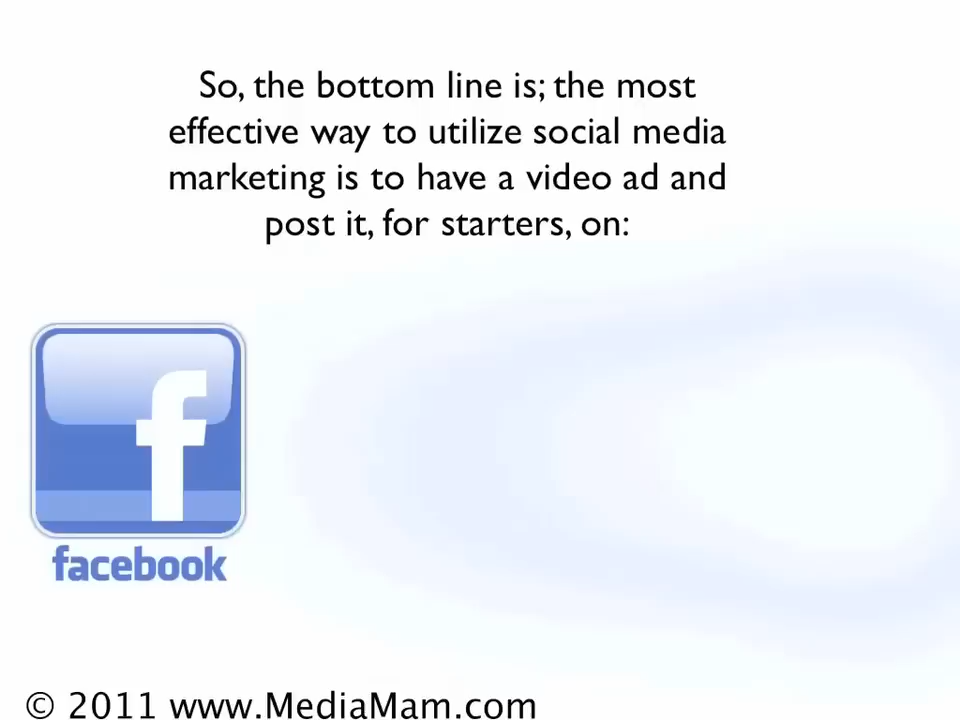 So, the bottom line is; the most
effective way to utilize social media
marketing is to have a video ad and
post it, for starters, on:
f
facebook
© 2011 www.MediaMam.com